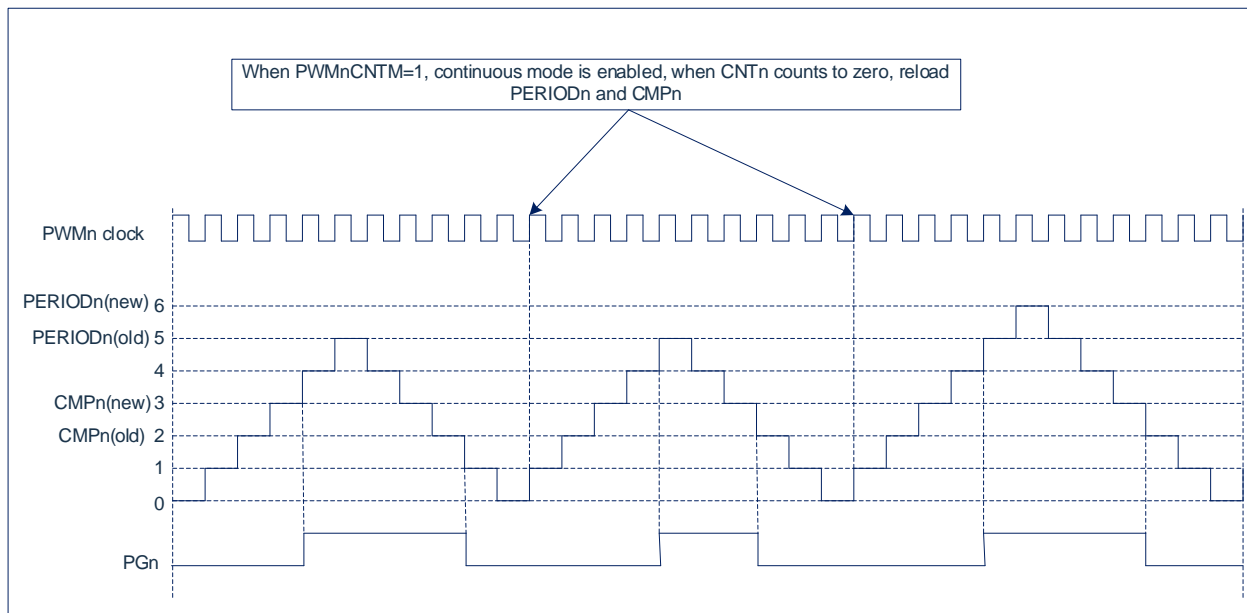 When PWMnCNTM=1, continuous mode is enabled, when CNTn counts to zero, reload
PERIODn and CMPn
PWMn clock
PERIODn(new) 6
PERIODn(old) 5
4
CMPn(new) 3
CMPn(old) 2
1
0
PGn